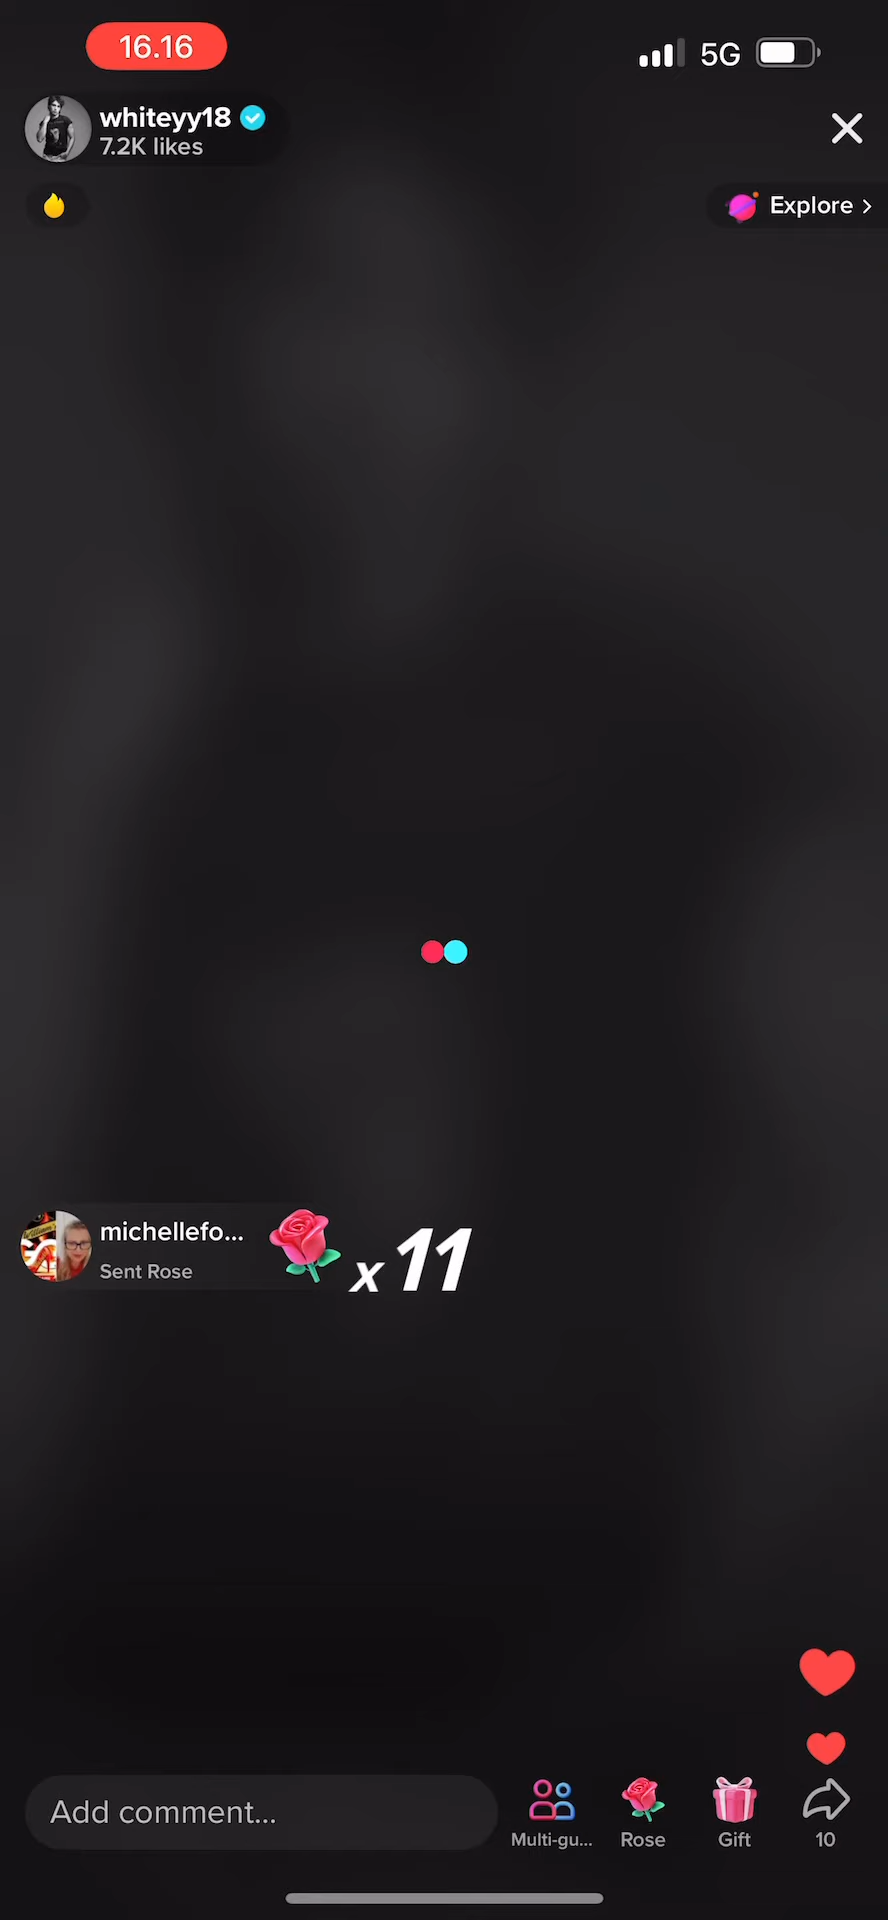 16.16
5G
whiteyy18
7.2K likes
Explore >
michellefo...
Sent Rose
x 11
Add comment...
Multi-gu...
Rose
Gift
10